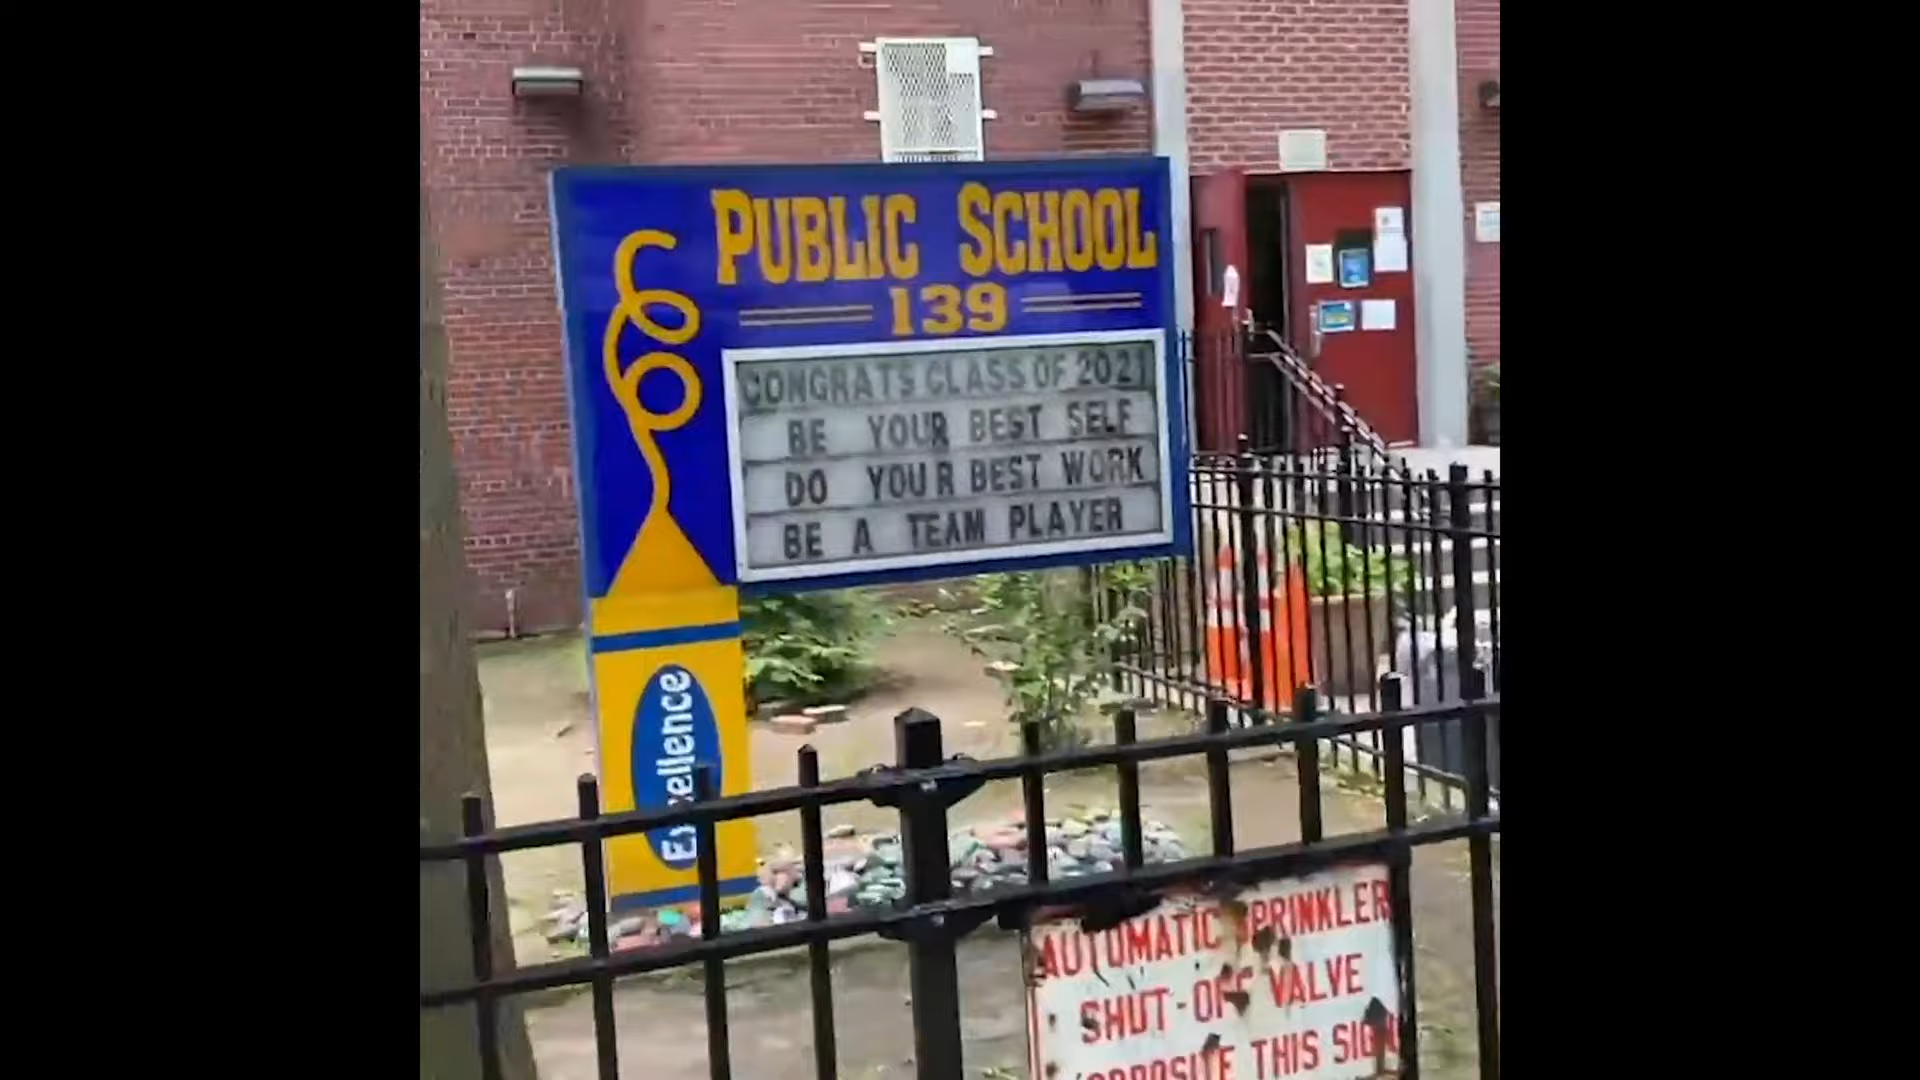 PUBLIC SCHOOL
139
CONGRATS CLASS OF 2021
BE YOUR BEST SELF
DO YOUR BEST WORK
BE A TEAM PLAYER
Excellence
AUTOMATIC SPRINKLER
SHUT-OFF VALVE
OPPOSITE THIS SIGN